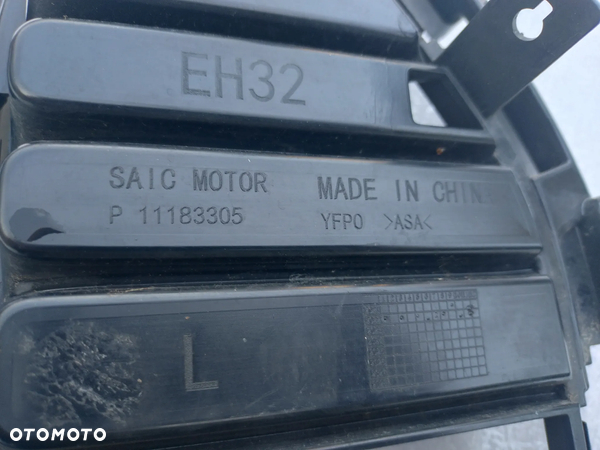 EH32
SAIC MOTOR MADE IN CHIN
P 11183305 YFPO >ASA<
L
OTOMOTO